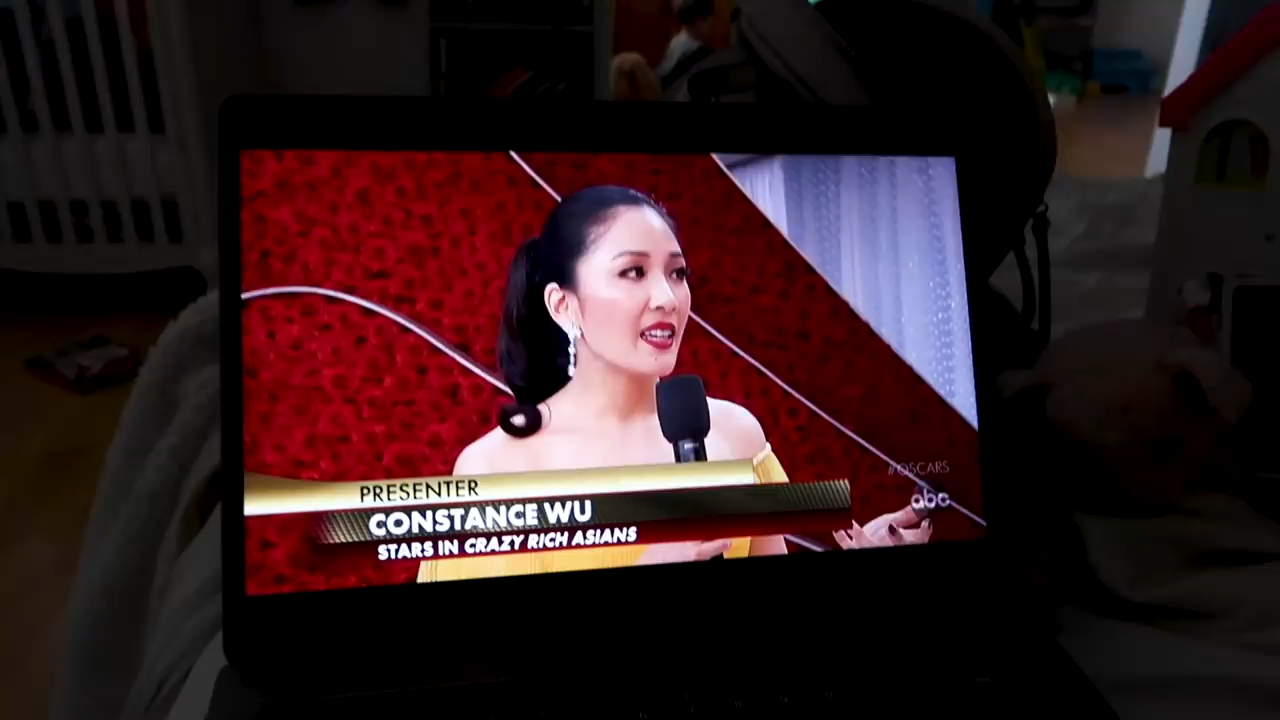 PRESENTER
CONSTANCE WU
STARS IN CRAZY RICH ASIANS
#OSCARS
abc